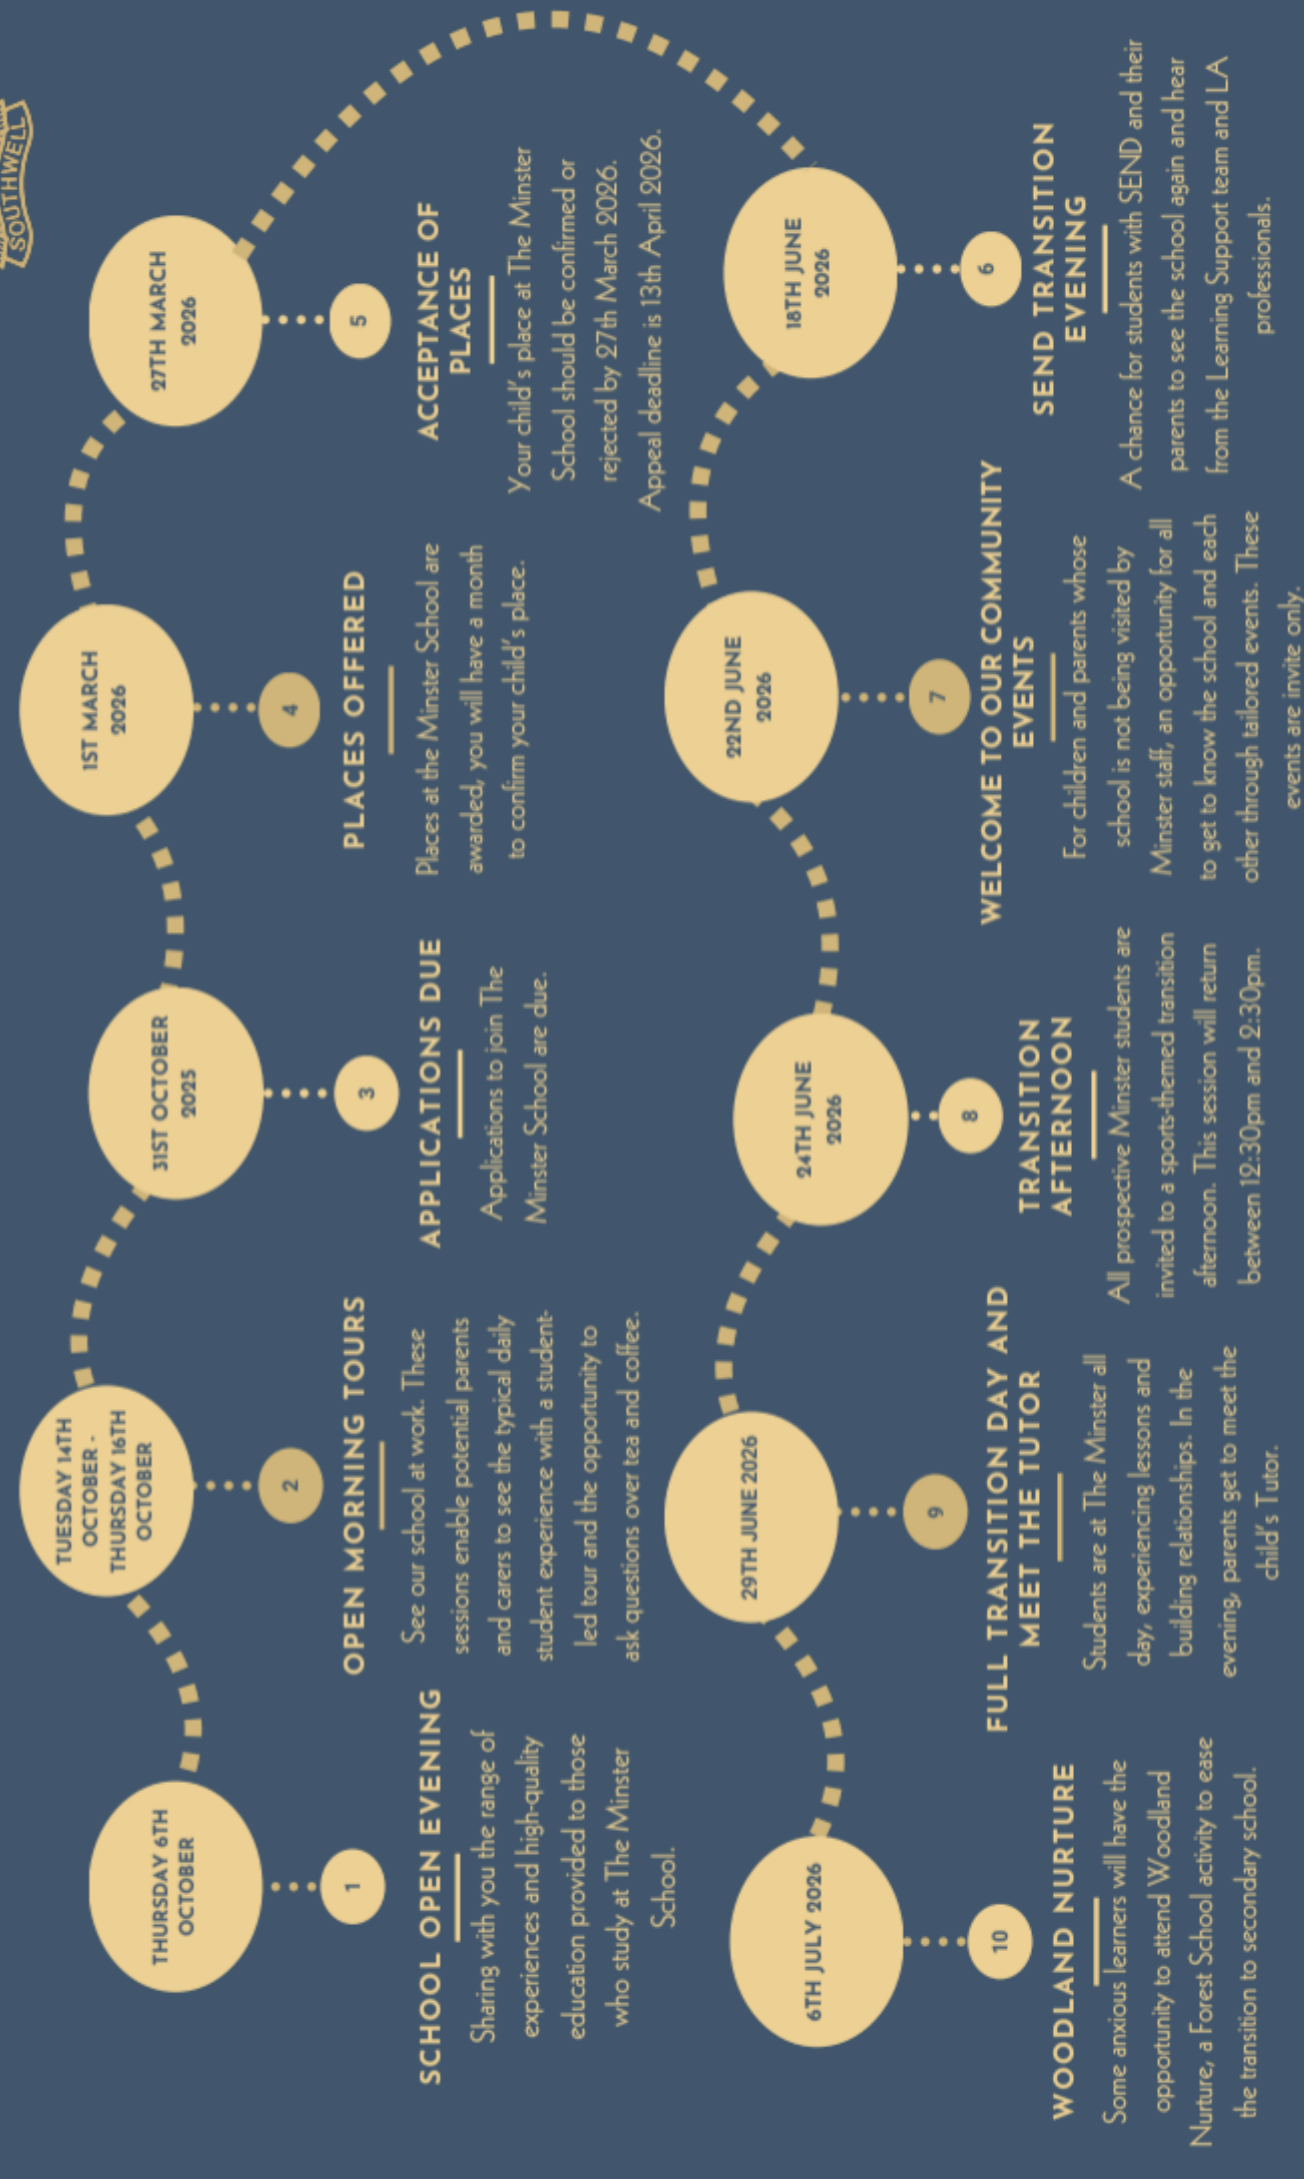 SOUTHWELL
THURSDAY 6TH
OCTOBER
1
SCHOOL OPEN EVENING
Sharing with you the range of
experiences and high-quality
education provided to those
who study at The Minster
School.
TUESDAY 14TH
OCTOBER -
THURSDAY 16TH
OCTOBER
2
OPEN MORNING TOURS
See our school at work. These
sessions enable potential parents
and carers to see the typical daily
student experience with a student-
led tour and the opportunity to
ask questions over tea and coffee.
31ST OCTOBER
2025
3
APPLICATIONS DUE
Applications to join The
Minster School are due.
1ST MARCH
2026
4
PLACES OFFERED
Places at the Minster School are
awarded, you will have a month
to confirm your child's place.
27TH MARCH
2026
5
ACCEPTANCE OF
PLACES
Your child's place at The Minster
School should be confirmed or
rejected by 27th March 2026.
Appeal deadline is 13th April 2026.
18TH JUNE
2026
6
SEND TRANSITION
EVENING
A chance for students with SEND and their
parents to see the school again and hear
from the Learning Support team and LA
professionals.
22ND JUNE
2026
7
WELCOME TO OUR COMMUNITY
EVENTS
For children and parents whose
school is not being visited by
Minster staff, an opportunity for all
to get to know the school and each
other through tailored events. These
events are invite only.
24TH JUNE
2026
8
TRANSITION
AFTERNOON
All prospective Minster students are
invited to a sports-themed transition
afternoon. This session will return
between 12:30pm and 2:30pm.
29TH JUNE 2026
9
FULL TRANSITION DAY AND
MEET THE TUTOR
Students are at The Minster all
day, experiencing lessons and
building relationships. In the
evening, parents get to meet the
child's Tutor.
6TH JULY 2026
10
WOODLAND NURTURE
Some anxious learners will have the
opportunity to attend Woodland
Nurture, a Forest School activity to ease
the transition to secondary school.